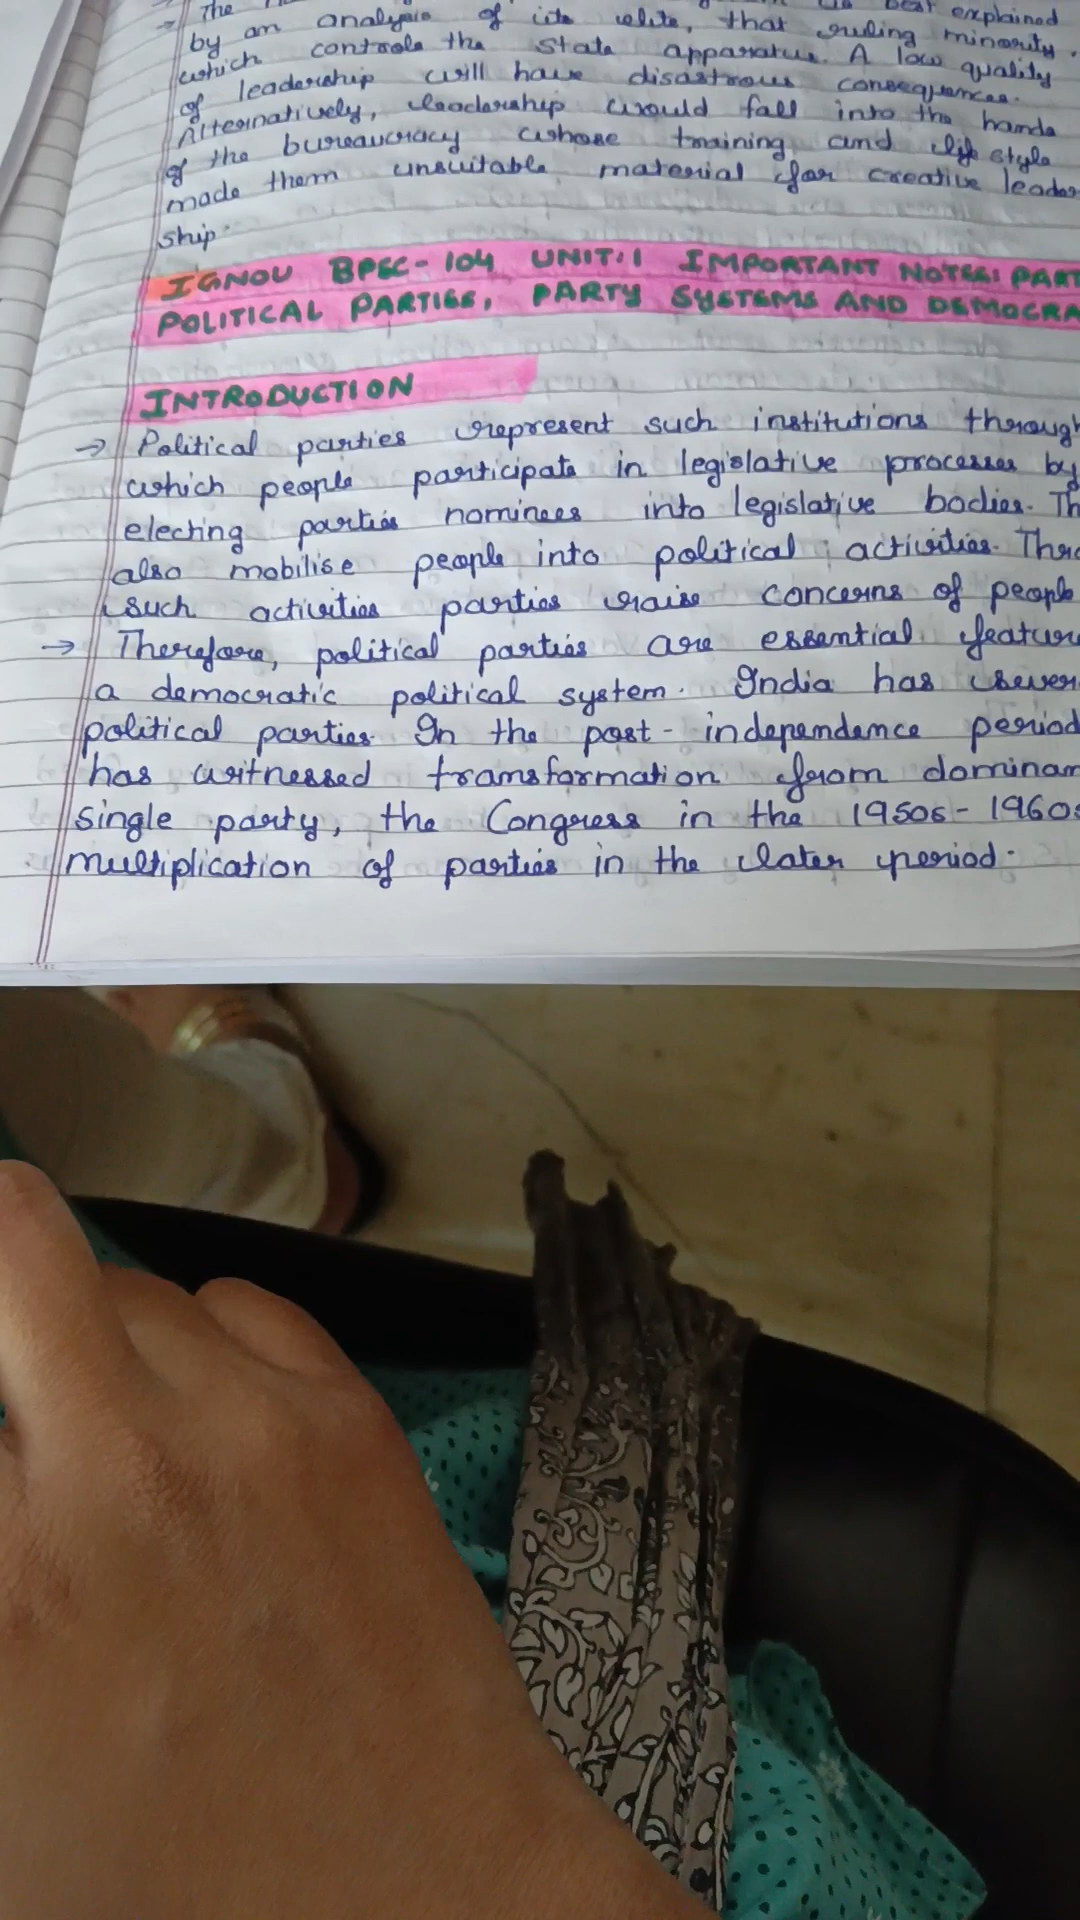 → The best explained
by an analysis of its elite, that ruling minority.
which controls the state apparatus. A low quality
of leadership will have disastrous consequences.
Alternatively, leadership would fall into the hands
of the bureaucracy whose training and life style
made them unsuitable material for creative leader
ship.
IGNOU BPSC-104 UNIT:1 IMPORTANT NOTES: PART
POLITICAL PARTIES, PARTY SYSTEMS AND DEMOCRA
INTRODUCTION
→ Political parties represent such institutions through
which people participate in legislative processes by
electing parties nominees into legislative bodies. Th
also mobilise people into political activities. Thro
such activities parties raise concerns of people
→ Therefore, political parties are essential feature
a democratic political system. India has sever
political parties. In the post-independence period
has witnessed transformation from dominan
single party, the Congress in the 1950s-1960s
multiplication of parties in the later period.